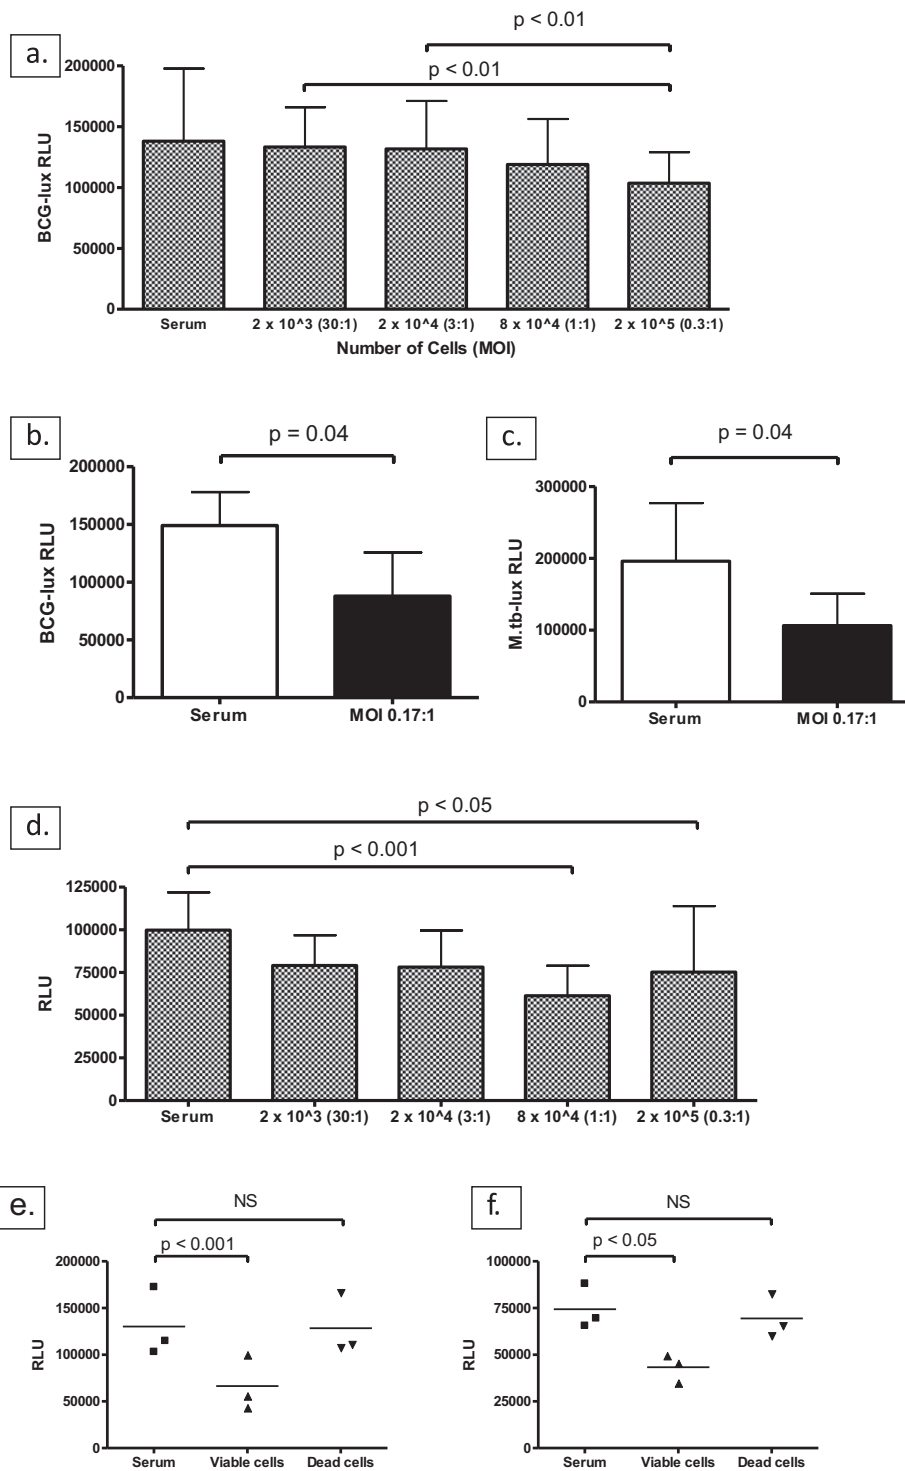 a.
p < 0.01
p < 0.01
200000
150000
100000
50000
0
BCG-lux RLU
Serum 2 x 10^3 (30:1) 2 x 10^4 (3:1) 8 x 10^4 (1:1) 2 x 10^5 (0.3:1)
Number of Cells (MOI)
b.
p = 0.04
200000
150000
100000
50000
0
BCG-lux RLU
Serum MOI 0.17:1
c.
p = 0.04
300000
200000
100000
0
M.tb-lux RLU
Serum MOI 0.17:1
d.
p < 0.05
p < 0.001
125000
100000
75000
50000
25000
0
RLU
Serum 2 x 10^3 (30:1) 2 x 10^4 (3:1) 8 x 10^4 (1:1) 2 x 10^5 (0.3:1)
e.
NS
p < 0.001
200000
150000
100000
50000
0
RLU
Serum Viable cells Dead cells
f.
NS
p < 0.05
100000
75000
50000
25000
0
RLU
Serum Viable cells Dead cells